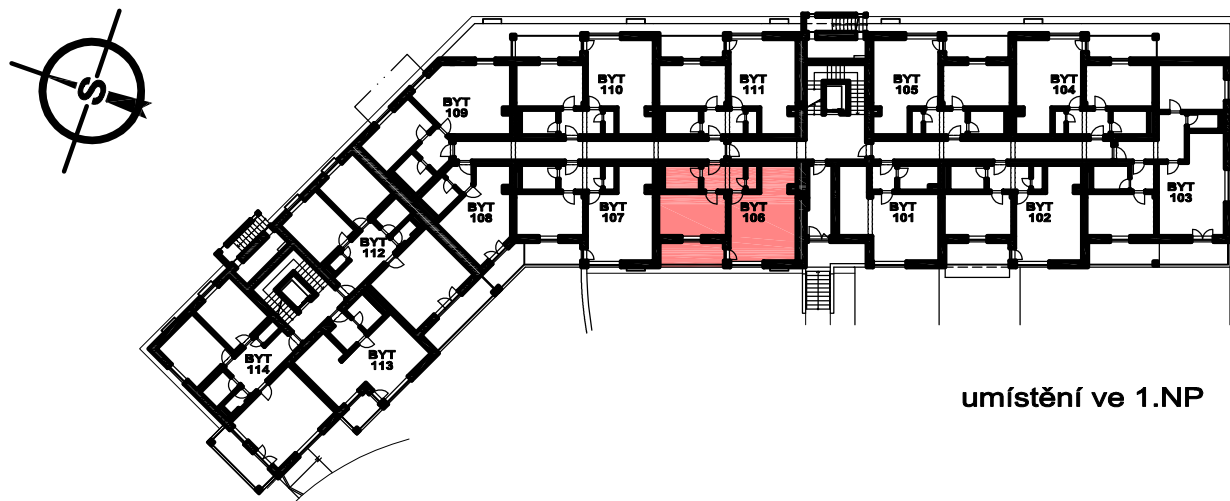 S
BYT
110
BYT
111
BYT
105
BYT
104
BYT
109
BYT
108
BYT
107
BYT
106
BYT
101
BYT
102
BYT
103
BYT
112
BYT
113
BYT
114
umístění ve 1.NP